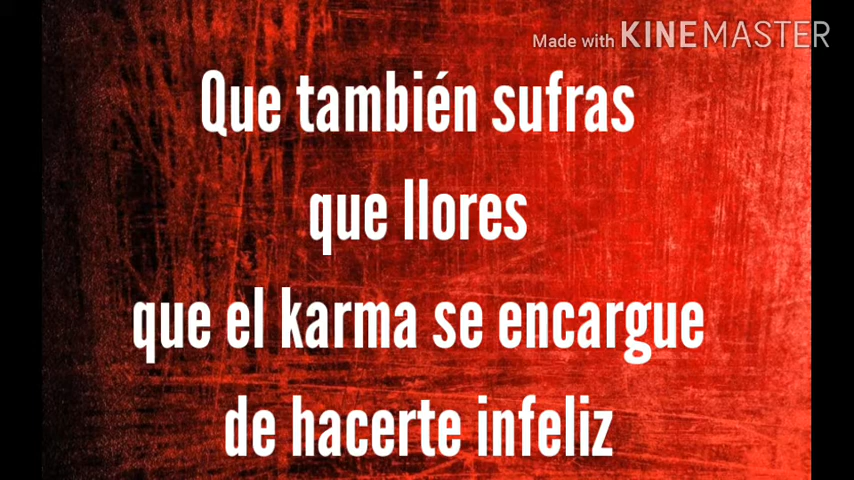 Made with KINEMASTER
Que también sufras
que llores
que el karma se encargue
de hacerte infeliz